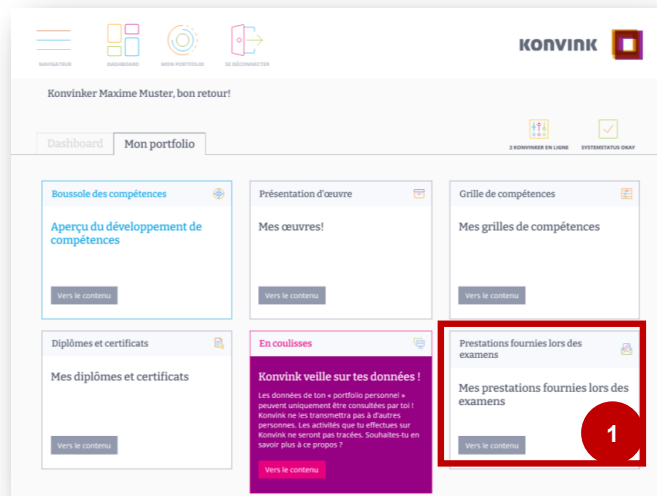 KONVINK
NAVIGATEUR
DASHBOARD
MON PORTFOLIO
SE DÉCONNECTER
Konvinker Maxime Muster, bon retour!
Dashboard
Mon portfolio
2 KONVINKER EN LIGNE
SYSTEMSTATUS OKAY
Boussole des compétences
Aperçu du développement de
compétences
Vers le contenu
Présentation d'œuvre
Mes œuvres!
Vers le contenu
Grille de compétences
Mes grilles de compétences
Vers le contenu
Diplômes et certificats
Mes diplômes et certificats
Vers le contenu
En coulisses
Konvink veille sur tes données !
Les données de ton « portfolio personnel »
peuvent uniquement être consultées par toi !
Konvink ne les transmettra pas à d'autres
personnes. Les activités que tu effectues sur
Konvink ne seront pas tracées. Souhaites-tu en
savoir plus à ce propos ?
Vers le contenu
Prestations fournies lors des
examens
Mes prestations fournies lors des
examens
Vers le contenu
1